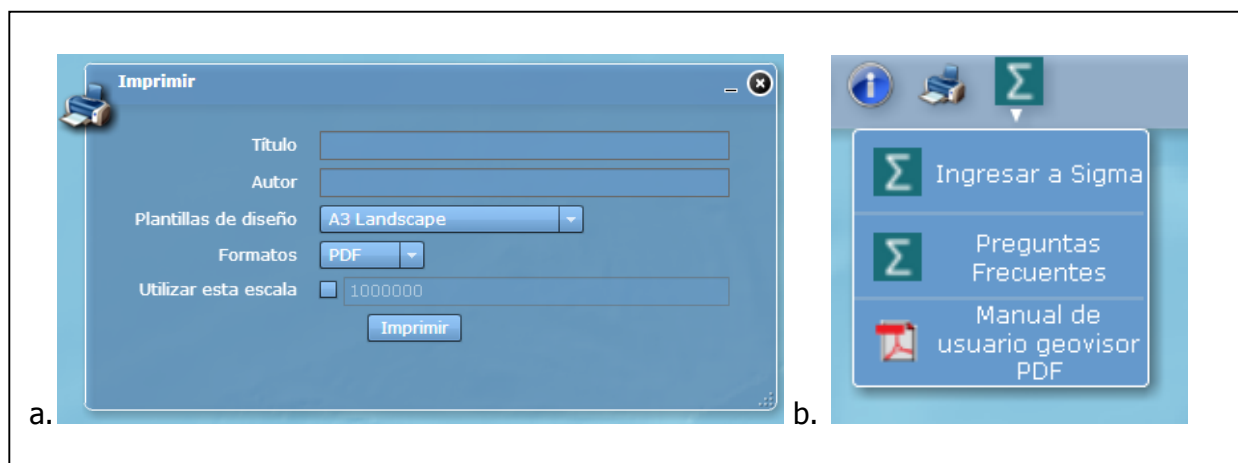 Imprimir
Título
Autor
Plantillas de diseño A3 Landscape
Formatos PDF
Utilizar esta escala 1000000
Imprimir
a.
Σ
Σ Ingresar a Sigma
Σ Preguntas
Frecuentes
Manual de
usuario geovisor
PDF
b.